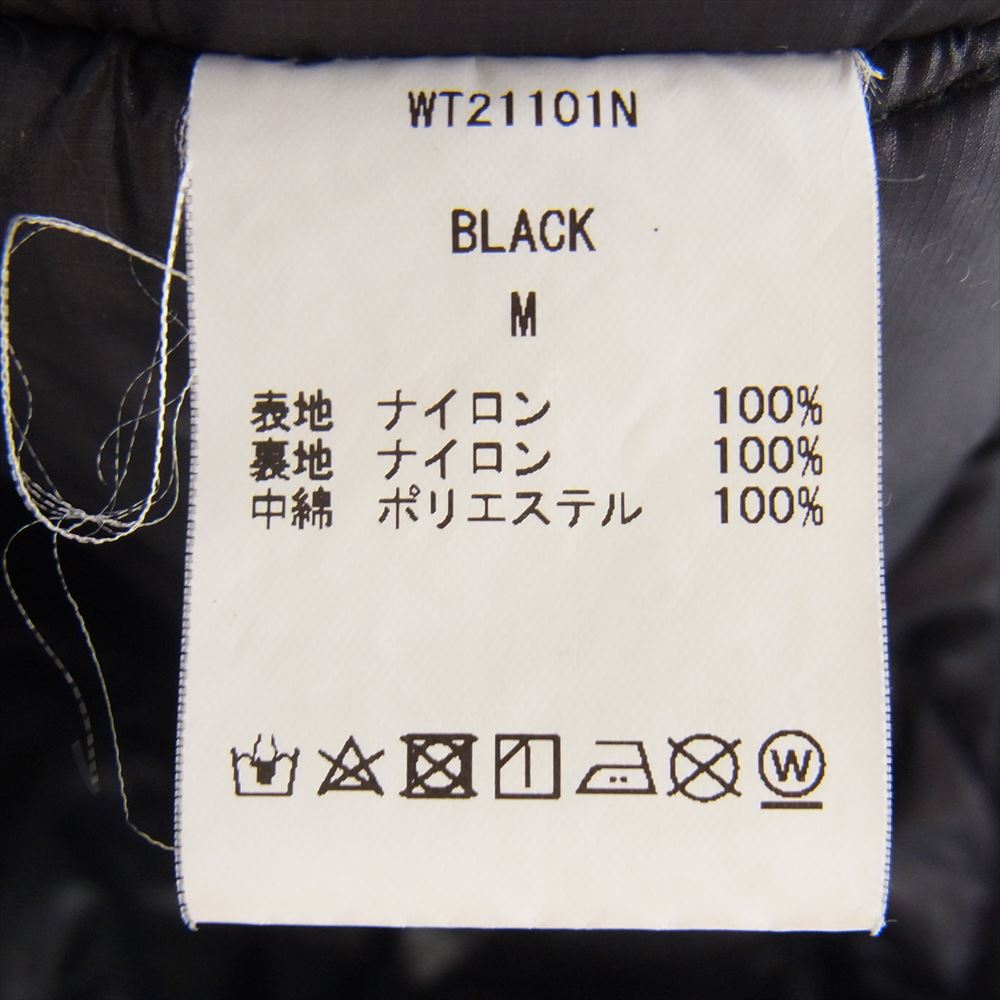 WT21101N
BLACK
M
表地 ナイロン 100%
裏地 ナイロン 100%
中綿 ポリエステル 100%
W